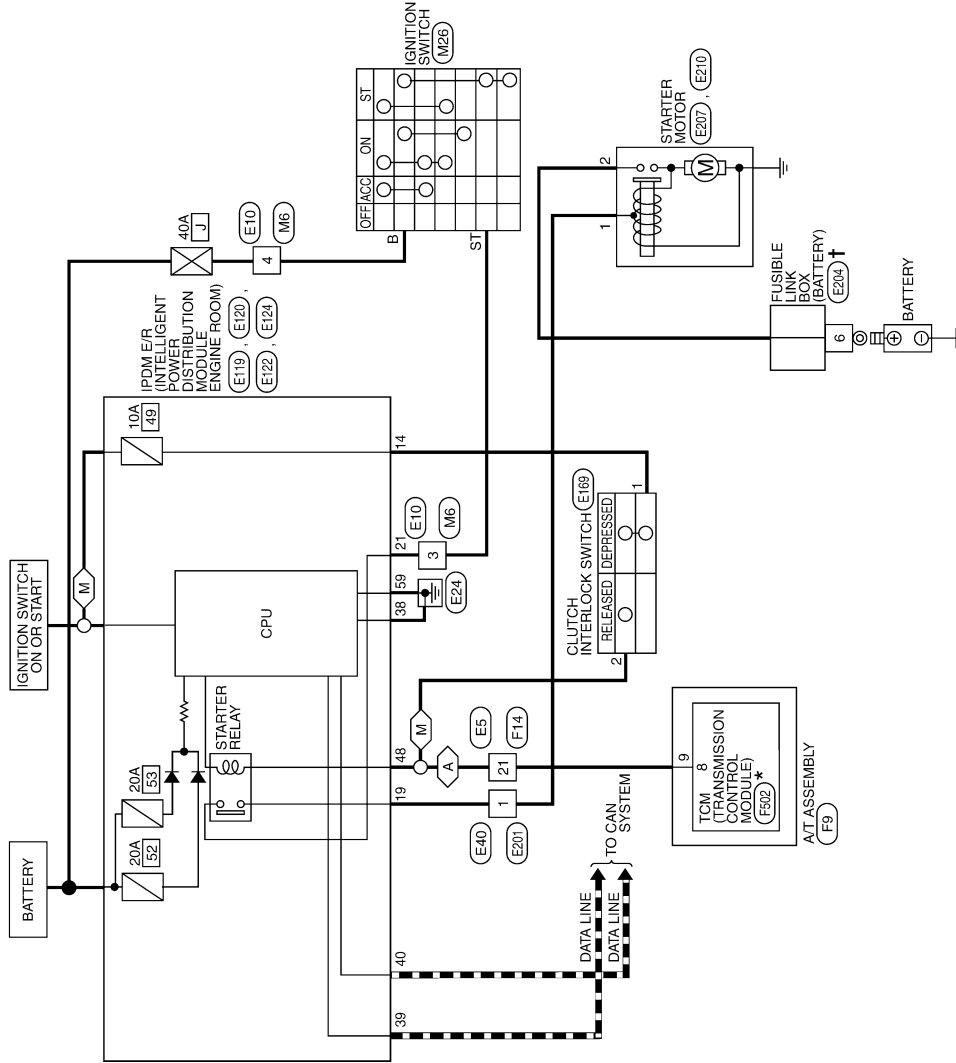 BATTERY
IGNITION SWITCH
ON OR START
20A
52
20A
53
M
10A
49
40A
J
4
E10
M6
IPDM E/R
(INTELLIGENT
POWER
DISTRIBUTION
MODULE
ENGINE ROOM)
E119 , E120 ,
E122 , E124
STARTER
RELAY
CPU
IGNITION
SWITCH
M26
OFF
ACC
ON
ST
B
ST
39
40
19
48
38
59
21
14
E24
3
E10
M6
M
A
E40
1
E201
E5
21
F14
DATA LINE
DATA LINE
TO CAN
SYSTEM
CLUTCH
INTERLOCK SWITCH
E169
RELEASED
DEPRESSED
2
1
9
8
TCM
(TRANSMISSION
CONTROL
MODULE)
F502 *
A/T ASSEMBLY
F9
STARTER
MOTOR
E207 , E210
1
2
M
FUSIBLE
LINK
BOX
(BATTERY)
E204 †
6
+
−
BATTERY